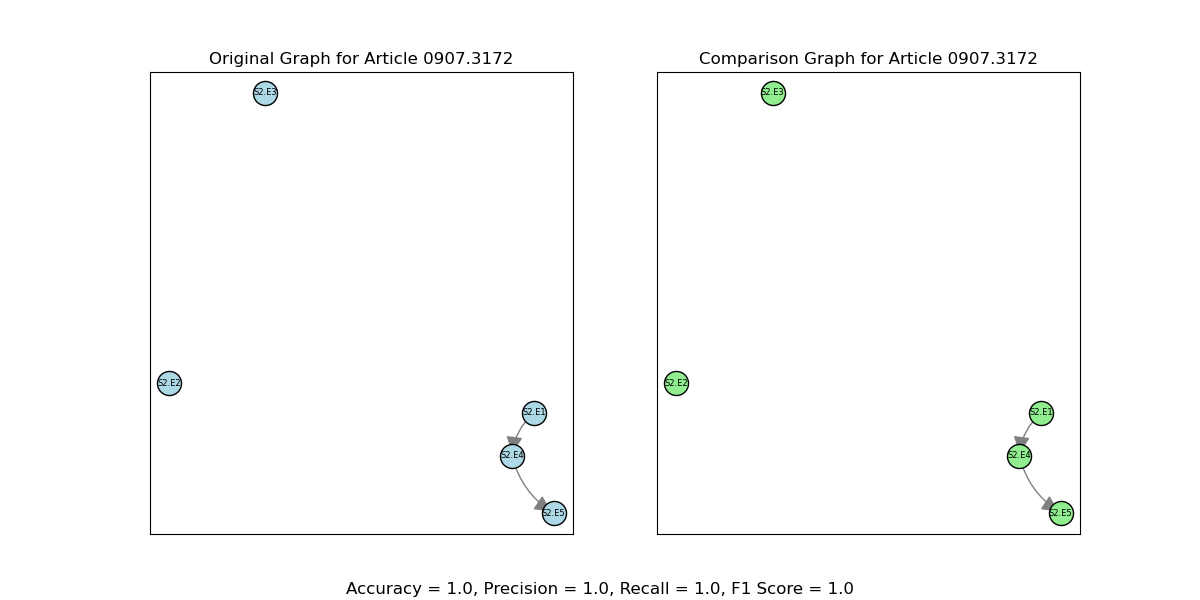 Original Graph for Article 0907.3172
S2.E3
S2.E2
S2.E1
S2.E4
S2.E5
Comparison Graph for Article 0907.3172
S2.E3
S2.E2
S2.E1
S2.E4
S2.E5
Accuracy = 1.0, Precision = 1.0, Recall = 1.0, F1 Score = 1.0